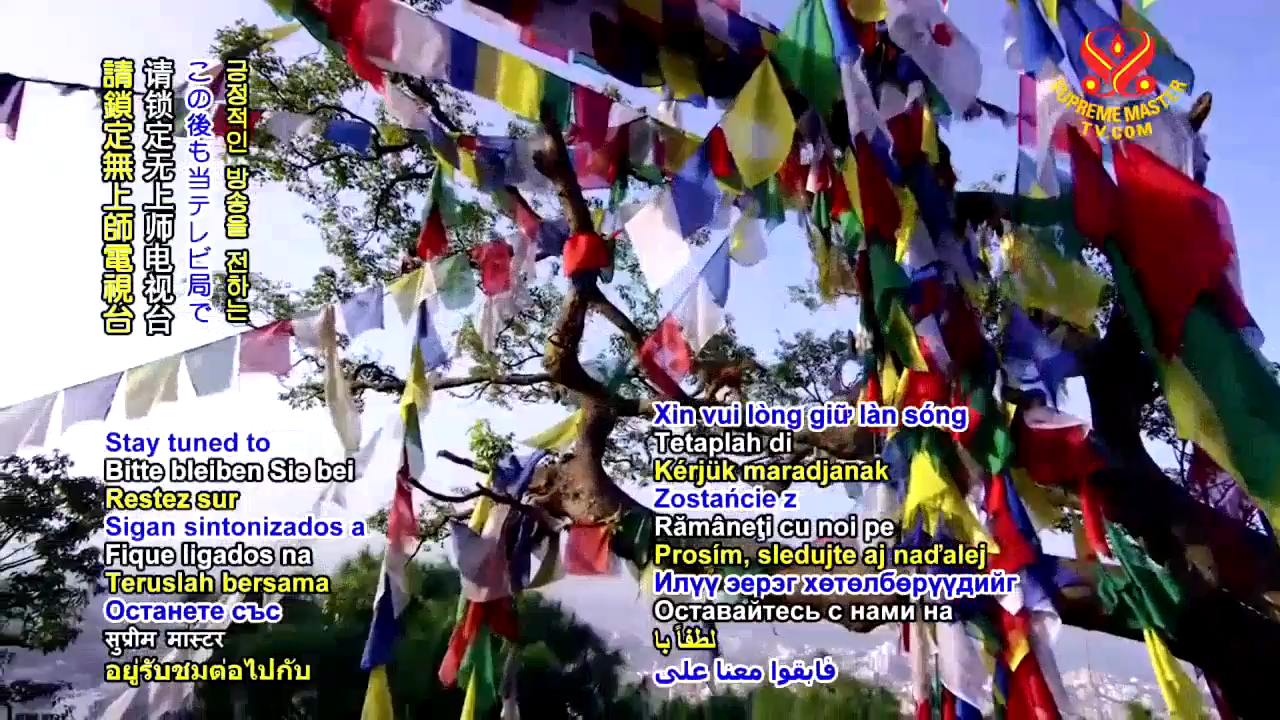 請鎖定無上師電視台
请锁定无上师电视台
この後も当テレビ局で
긍정적인 방송을 전하는
SUPREME MASTER
TV.COM
Stay tuned to
Bitte bleiben Sie bei
Restez sur
Sigan sintonizados a
Fique ligados na
Teruslah bersama
Останете със
सुप्रीम मास्टर
อยู่รับชมต่อไปกับ
Xin vui lòng giữ làn sóng
Tetaplah di
Kérjük maradjanak
Zostańcie z
Rămâneţi cu noi pe
Prosím, sledujte aj naďalej
Илүү эерэг хөтөлбөрүүдийг
Оставайтесь с нами на
لطفاً با
فابقوا معنا على